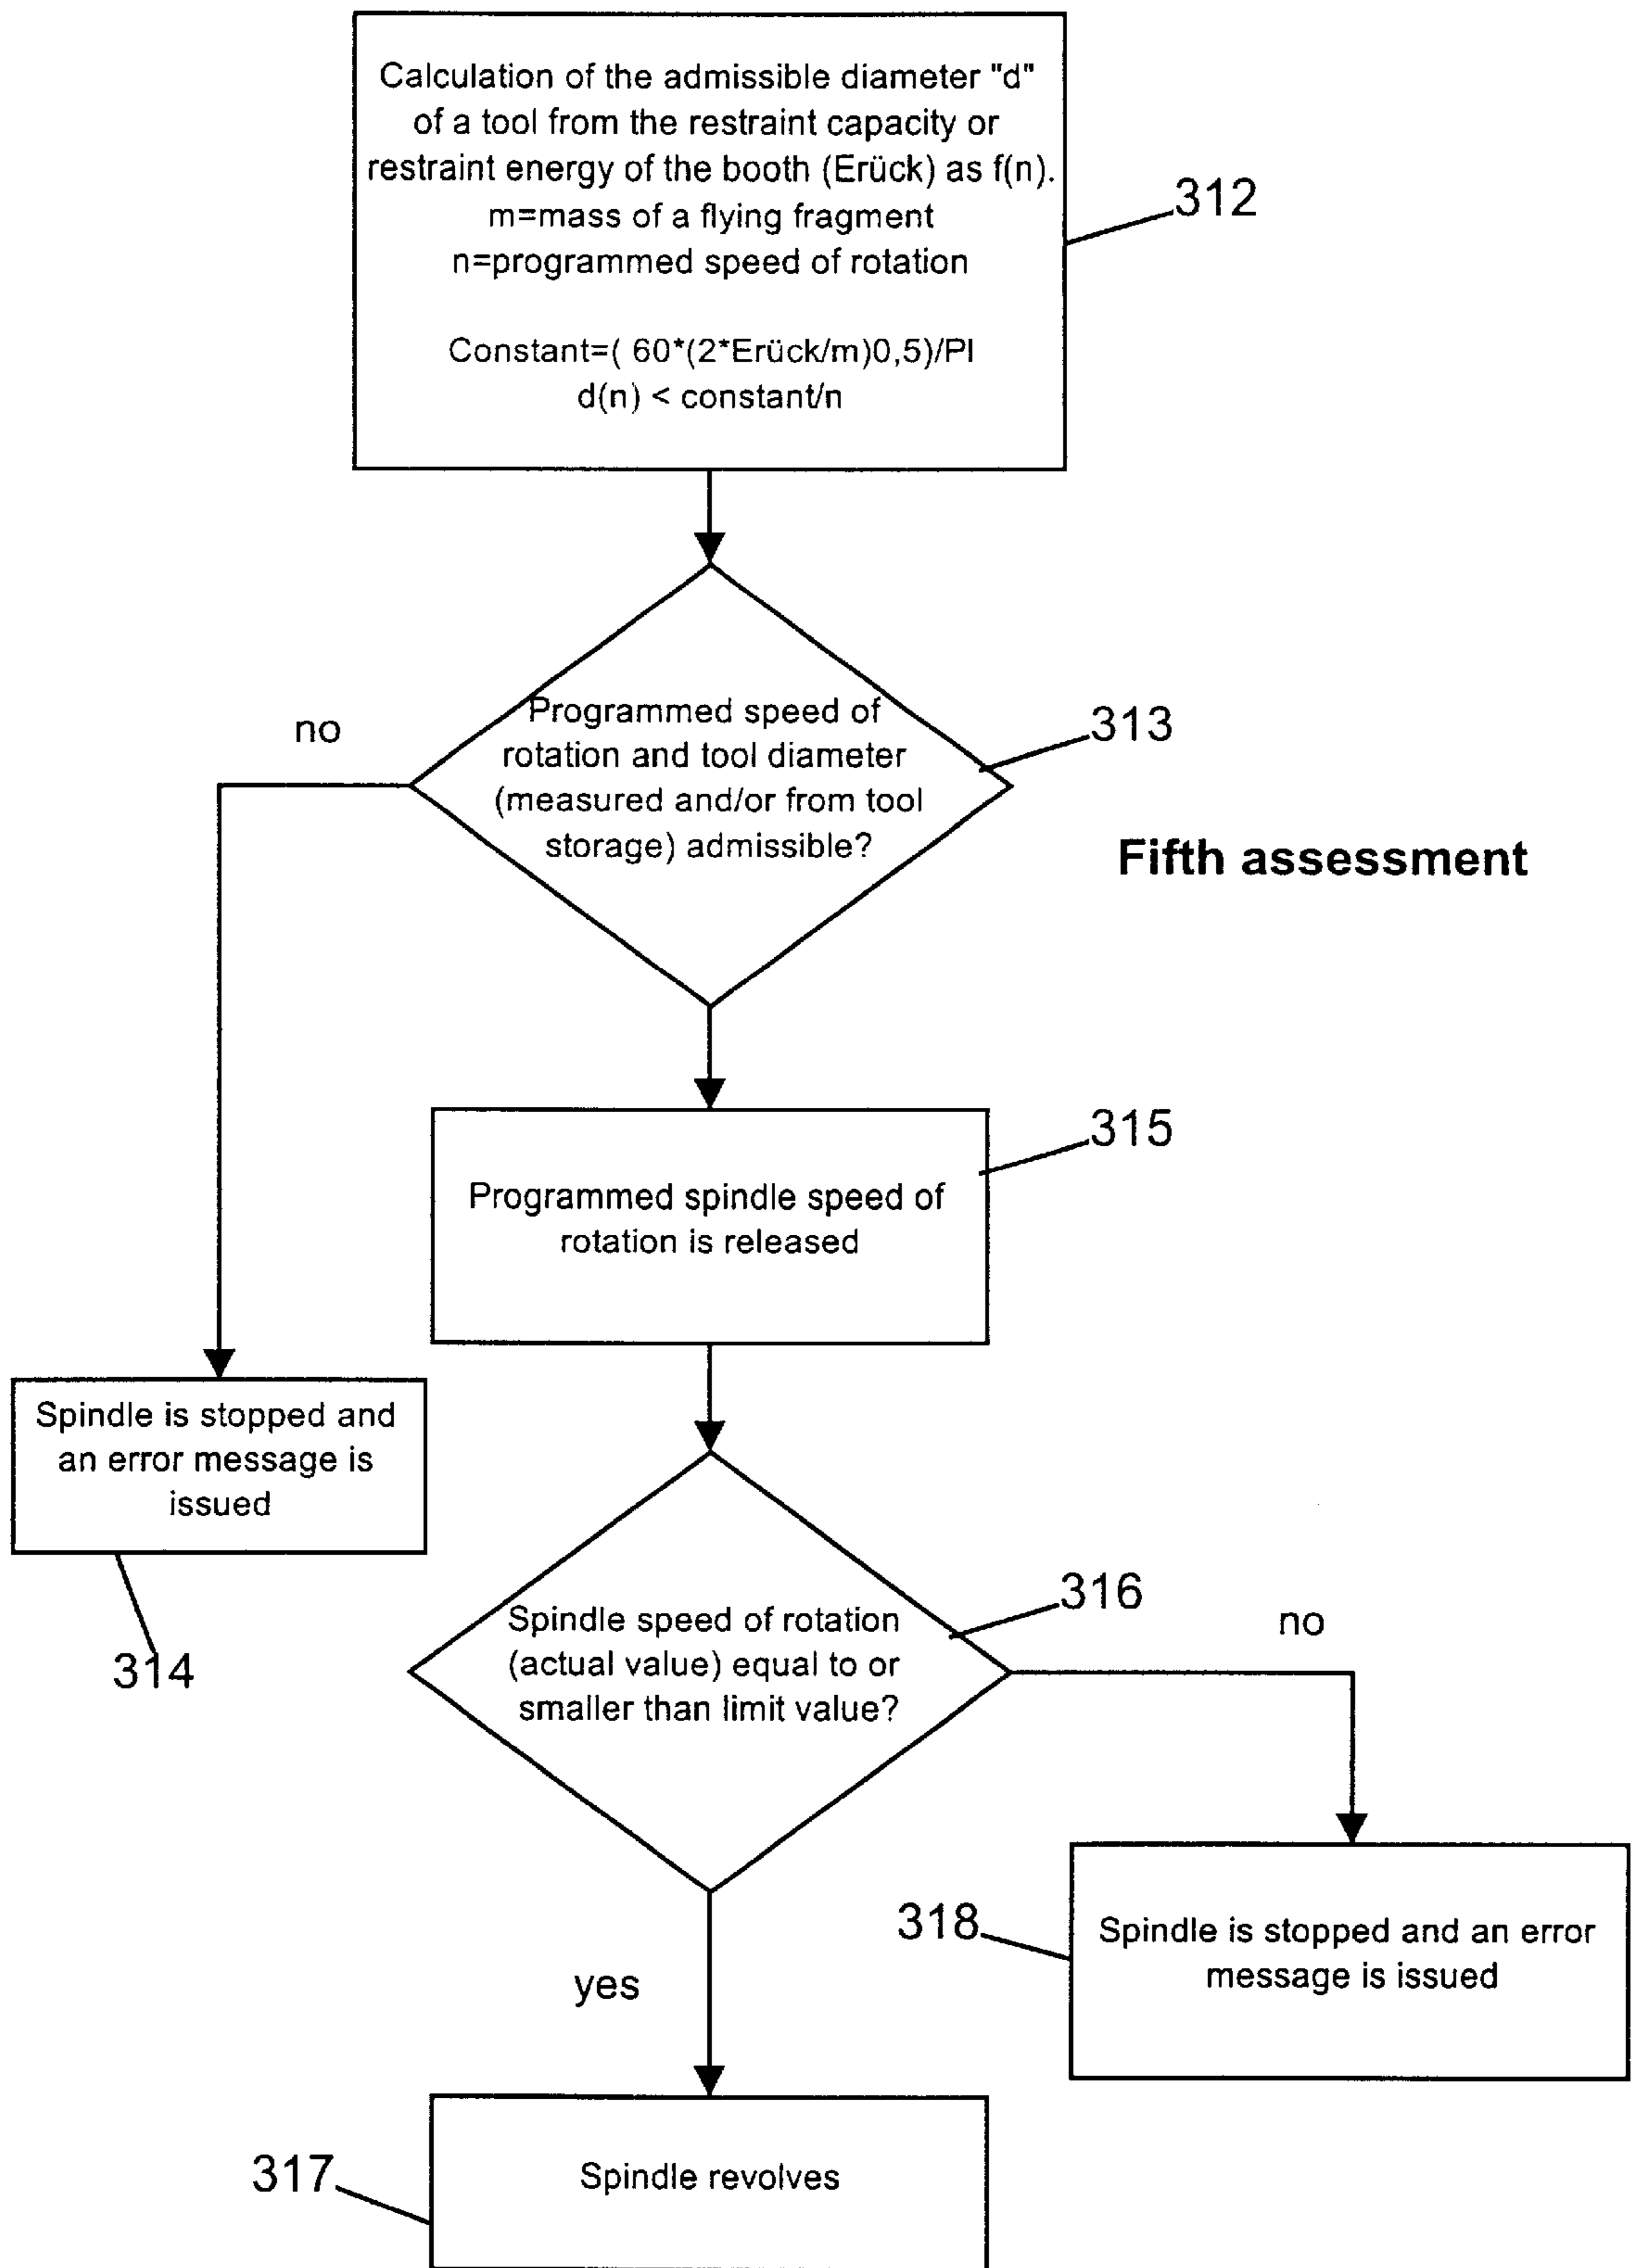 Calculation of the admissible diameter "d"
of a tool from the restraint capacity or
restraint energy of the booth (Erück) as f(n).
m=mass of a flying fragment
n=programmed speed of rotation
Constant=( 60*(2*Erück/m)0,5)/PI
d(n) < constant/n
312
no
Programmed speed of
rotation and tool diameter
(measured and/or from tool
storage) admissible?
313
Fifth assessment
Programmed spindle speed of
rotation is released
315
Spindle is stopped and
an error message is
issued
314
Spindle speed of rotation
(actual value) equal to or
smaller than limit value?
316
no
318
Spindle is stopped and an error
message is issued
yes
317
Spindle revolves